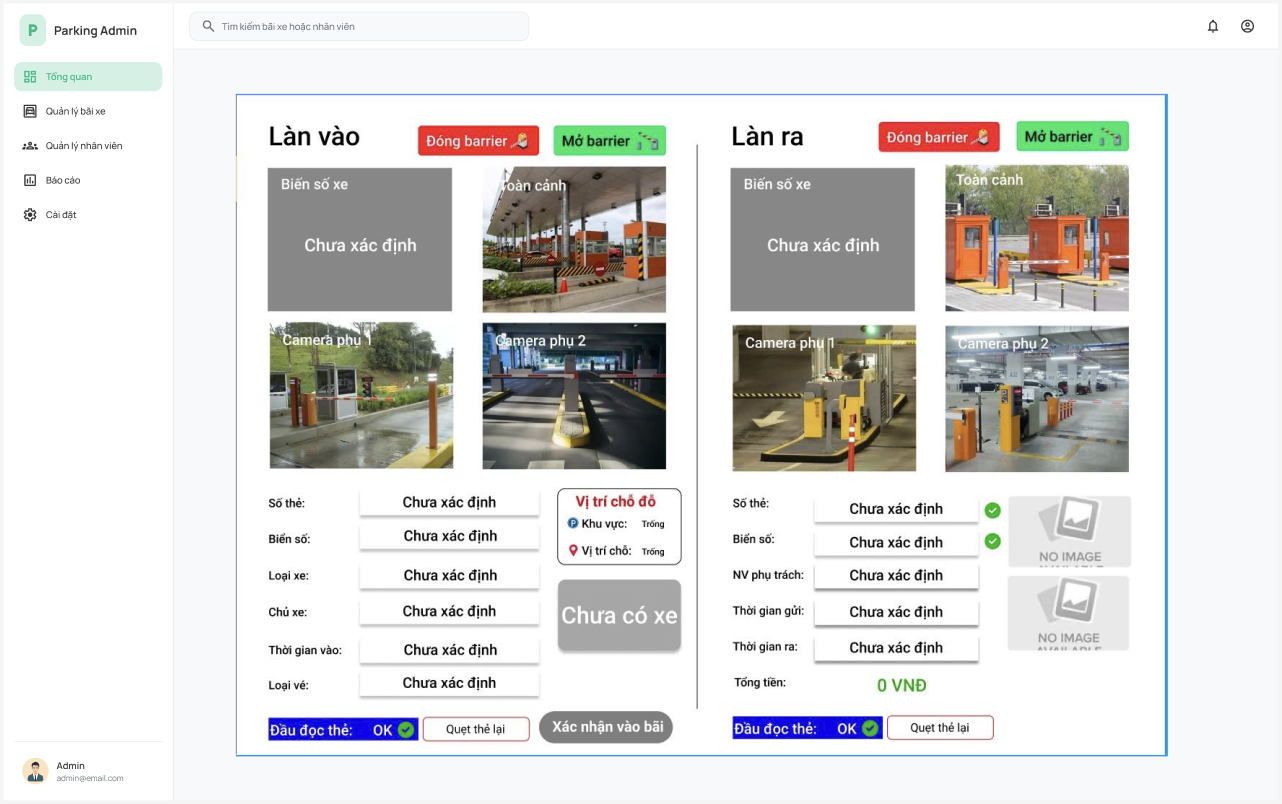 P Parking Admin
Tìm kiếm bãi xe hoặc nhân viên
Tổng quan
Quản lý bãi xe
Quản lý nhân viên
Báo cáo
Cài đặt
Admin
admin@email.com
Làn vào
Đóng barrier
Mở barrier
Biển số xe
Chưa xác định
Toàn cảnh
Camera phụ 1
Camera phụ 2
Số thẻ: Chưa xác định
Biển số: Chưa xác định
Loại xe: Chưa xác định
Chủ xe: Chưa xác định
Thời gian vào: Chưa xác định
Loại vé: Chưa xác định
Vị trí chỗ đỗ
P Khu vực: Trống
Vị trí chỗ: Trống
Chưa có xe
Đầu đọc thẻ: OK
Quẹt thẻ lại
Xác nhận vào bãi
Làn ra
Đóng barrier
Mở barrier
Biển số xe
Chưa xác định
Toàn cảnh
Camera phụ 1
Camera phụ 2
Số thẻ: Chưa xác định
Biển số: Chưa xác định
NV phụ trách: Chưa xác định
Thời gian gửi: Chưa xác định
Thời gian ra: Chưa xác định
Tổng tiền: 0 VNĐ
NO IMAGE
AVAILABLE
NO IMAGE
AVAILABLE
Đầu đọc thẻ: OK
Quẹt thẻ lại